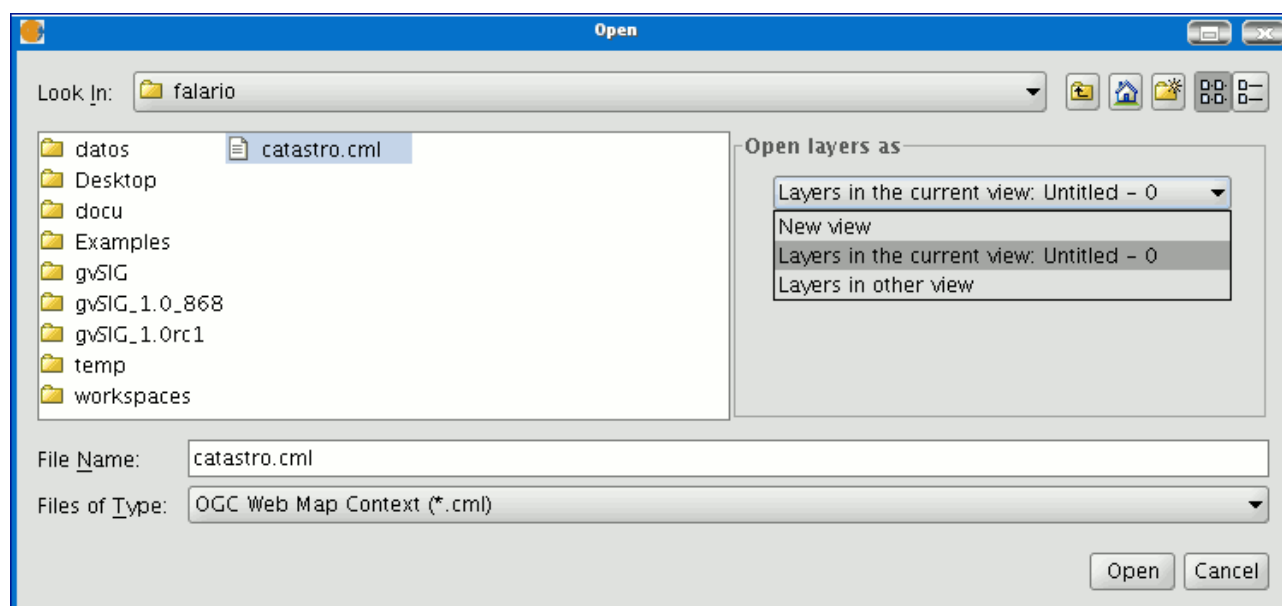 Open
Look In: falario
datos catastro.cml
Desktop
docu
Examples
gvSIG
gvSIG_1.0_868
gvSIG_1.0rc1
temp
workspaces
Open layers as
Layers in the current view: Untitled – 0
New view
Layers in the current view: Untitled – 0
Layers in other view
File Name: catastro.cml
Files of Type: OGC Web Map Context (*.cml)
Open Cancel